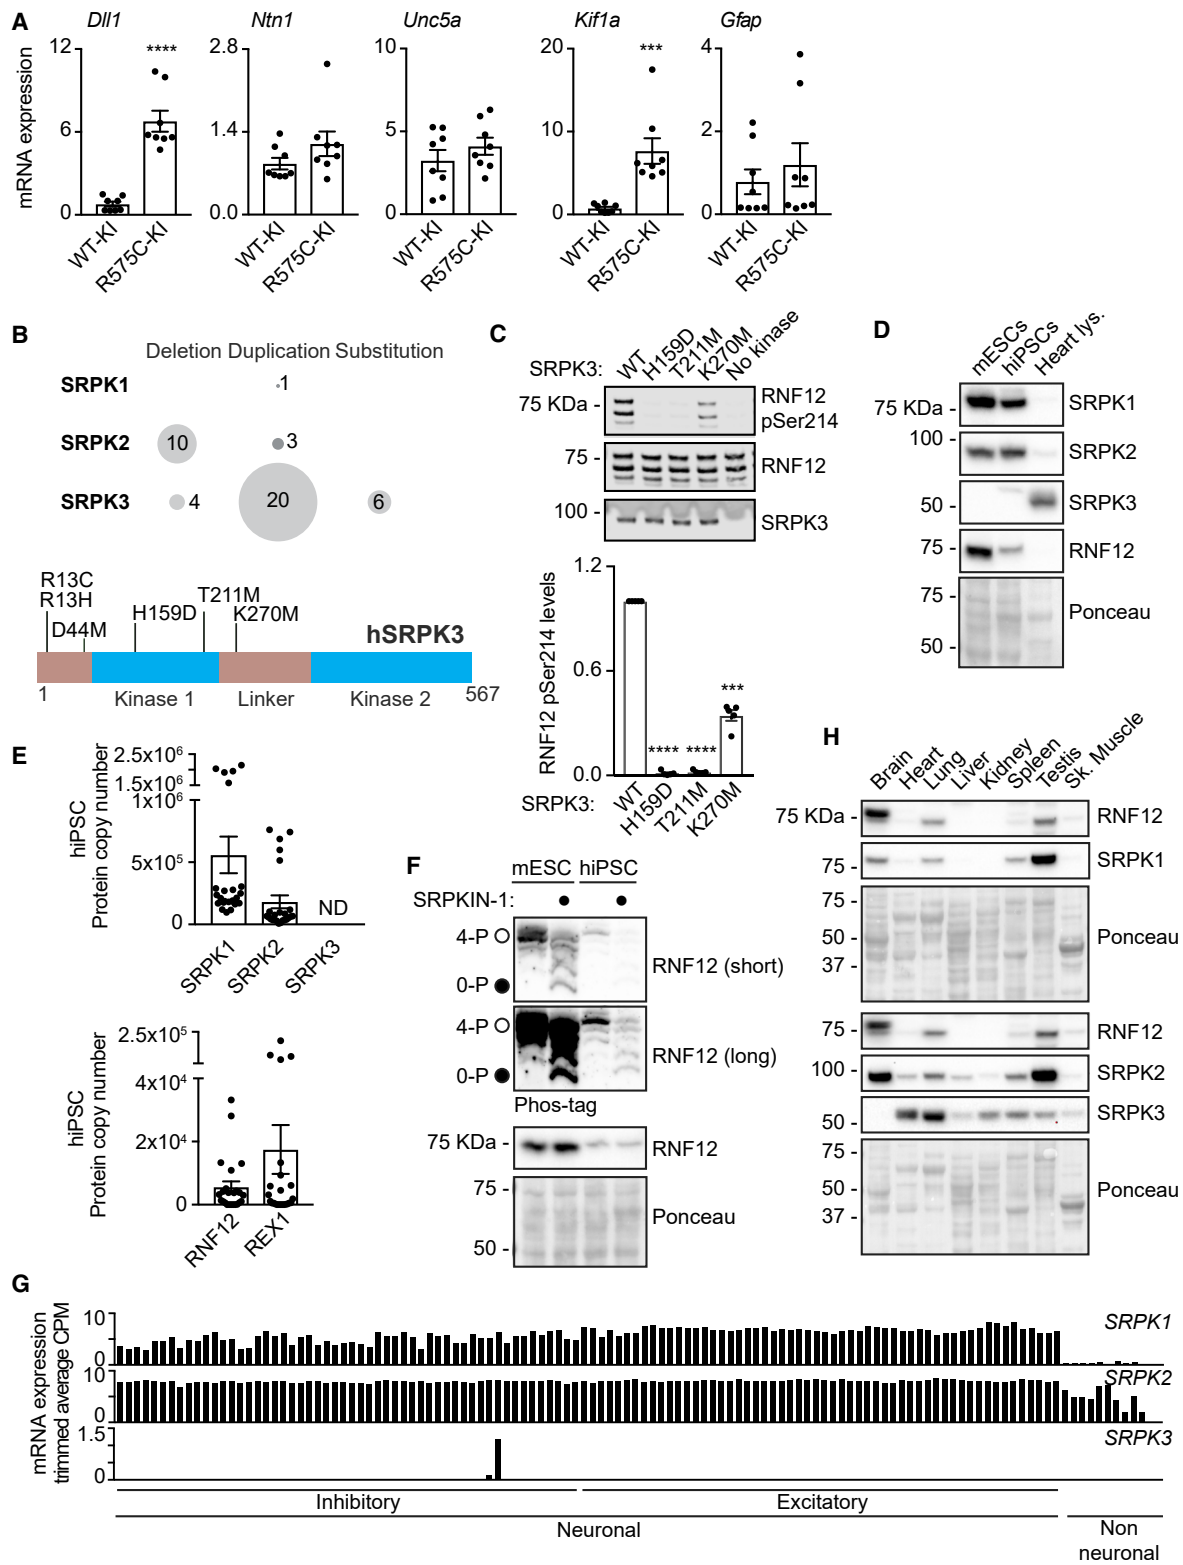 A
Dll1
Ntn1
Unc5a
Kif1a
Gfap
mRNA expression
12
6
0
****
WT-KI
R575C-KI
2.8
1.4
0.0
WT-KI
R575C-KI
10
5
0
WT-KI
R575C-KI
20
10
0
***
WT-KI
R575C-KI
4
2
0
WT-KI
R575C-KI
B
Deletion Duplication Substitution
SRPK1
1
SRPK2
10
3
SRPK3
4
20
6
R13C
R13H
D44M
H159D
T211M
K270M
hSRPK3
1
Kinase 1
Linker
Kinase 2
567
C
SRPK3:
WT
H159D
T211M
K270M
No kinase
75 KDa -
RNF12
pSer214
75 -
RNF12
100 -
SRPK3
RNF12 pSer214 levels
1.2
0.6
0.0
****
****
***
SRPK3:
WT
H159D
T211M
K270M
D
mESCs
hiPSCs
Heart lys.
75 KDa -
SRPK1
100 -
SRPK2
50 -
SRPK3
75 -
RNF12
75 -
50 -
Ponceau
E
hiPSC
Protein copy number
2.5x10⁶
1.5x10⁶
1x10⁶
5x10⁵
0
ND
SRPK1
SRPK2
SRPK3
hiPSC
Protein copy number
2.5x10⁵
4x10⁴
2x10⁴
0
RNF12
REX1
F
mESC
hiPSC
SRPKIN-1:
4-P
0-P
RNF12 (short)
4-P
0-P
RNF12 (long)
Phos-tag
75 KDa -
RNF12
75 -
50 -
Ponceau
H
Brain
Heart
Lung
Liver
Kidney
Spleen
Testis
Sk. Muscle
75 KDa -
RNF12
75 -
SRPK1
75 -
50 -
37 -
Ponceau
75 -
RNF12
100 -
SRPK2
50 -
SRPK3
75 -
50 -
37 -
Ponceau
G
mRNA expression
trimmed average CPM
10
0
SRPK1
10
0
SRPK2
1.5
0
SRPK3
Inhibitory
Excitatory
Neuronal
Non
neuronal